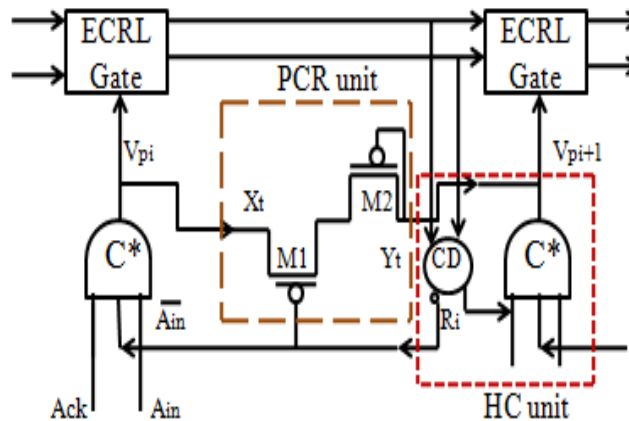 ECRL
Gate
ECRL
Gate
PCR unit
Vpi
Vpi+1
Xt
M2
C*
M1
Yt
CD
C*
Ain
Ri
Ack
Ain
HC unit